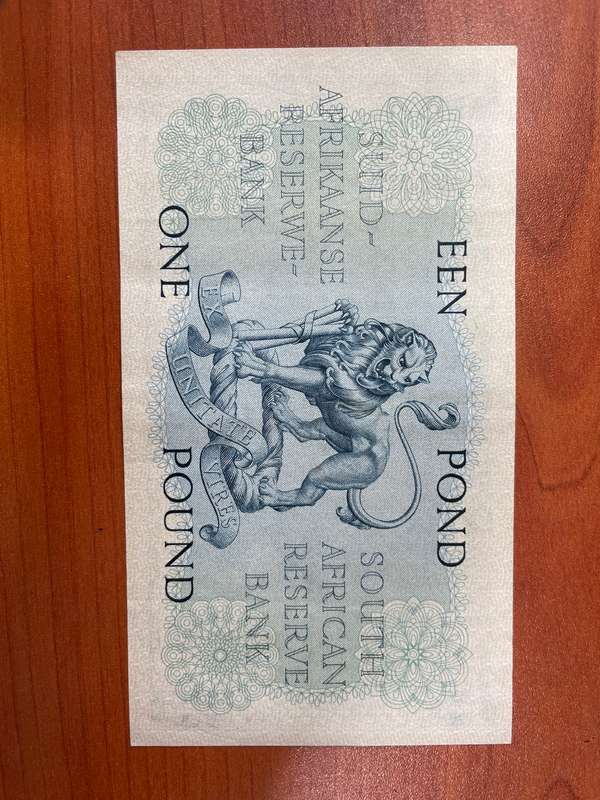 EEN POND
SUID-
AFRIKAANSE
RESERWE-
BANK
SOUTH
AFRICAN
RESERVE
BANK
EX UNITATE VIRES
ONE POUND